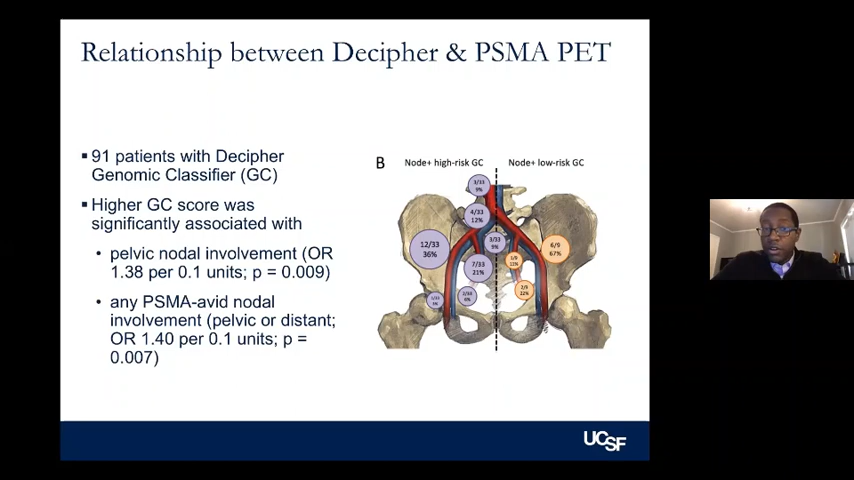 Relationship between Decipher & PSMA PET
▪ 91 patients with Decipher
Genomic Classifier (GC)
▪ Higher GC score was
significantly associated with
• pelvic nodal involvement (OR
1.38 per 0.1 units; p = 0.009)
• any PSMA-avid nodal
involvement (pelvic or distant;
OR 1.40 per 0.1 units; p =
0.007)
B
Node+ high-risk GC
Node+ low-risk GC
3/33
9%
4/33
12%
3/33
9%
12/33
36%
7/33
21%
6/9
67%
2/9
22%
UCSF